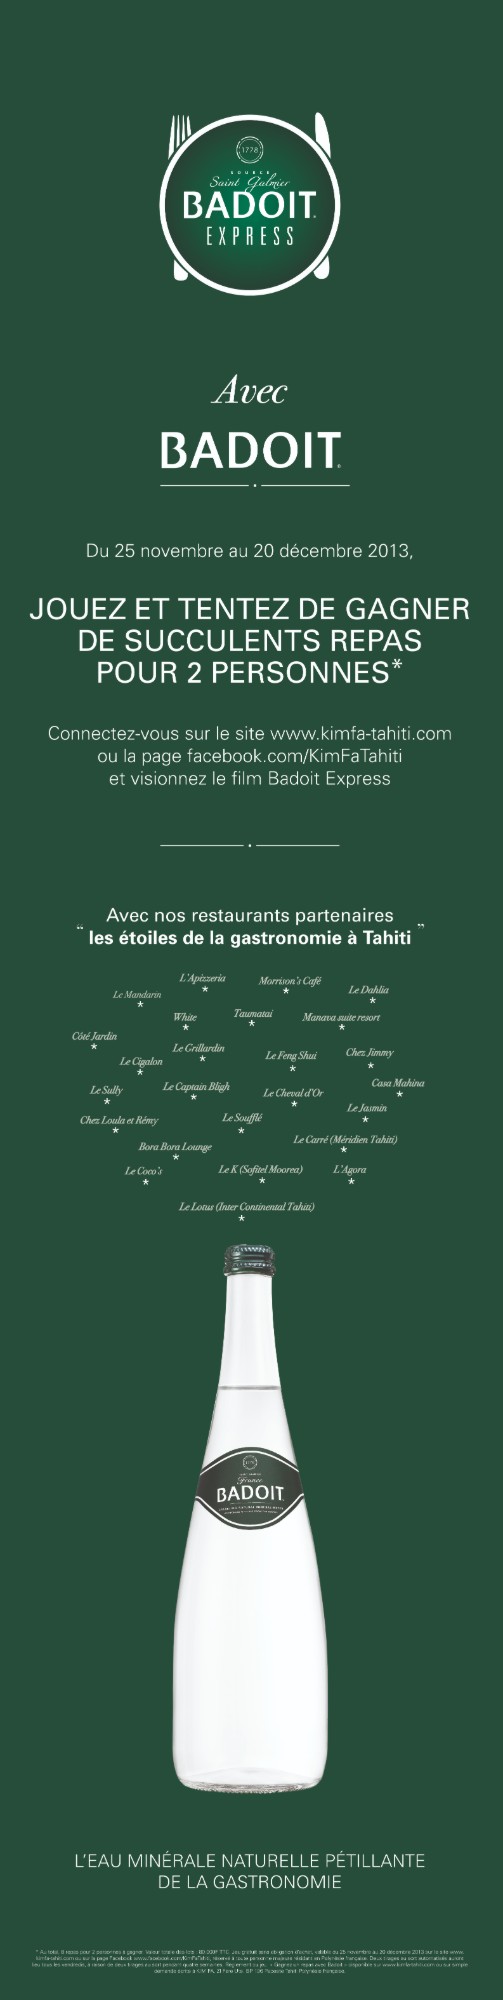 1778
SOURCE
Saint Galmier
BADOIT
EXPRESS
Avec
BADOIT
Du 25 novembre au 20 décembre 2013,
JOUEZ ET TENTEZ DE GAGNER
DE SUCCULENTS REPAS
POUR 2 PERSONNES*
Connectez-vous sur le site www.kimfa-tahiti.com
ou la page facebook.com/KimFaTahiti
et visionnez le film Badoit Express
Avec nos restaurants partenaires
“ les étoiles de la gastronomie à Tahiti ”
L'Apizzeria
Morrison's Café
Le Mandarin
Le Dahlia
White
Taumatai
Manava suite resort
Côté Jardin
Le Cigalon
Le Grillardin
Le Feng Shui
Chez Jimmy
Le Sully
Le Captain Bligh
Le Cheval d'Or
Casa Mahina
Chez Loula et Rémy
Le Soufflé
Le Jasmin
Bora Bora Lounge
Le Carré (Méridien Tahiti)
Le Coco's
Le K (Sofitel Moorea)
L'Agora
Le Lotus (Inter Continental Tahiti)
France
BADOIT
L'EAU MINÉRALE NATURELLE PÉTILLANTE
DE LA GASTRONOMIE